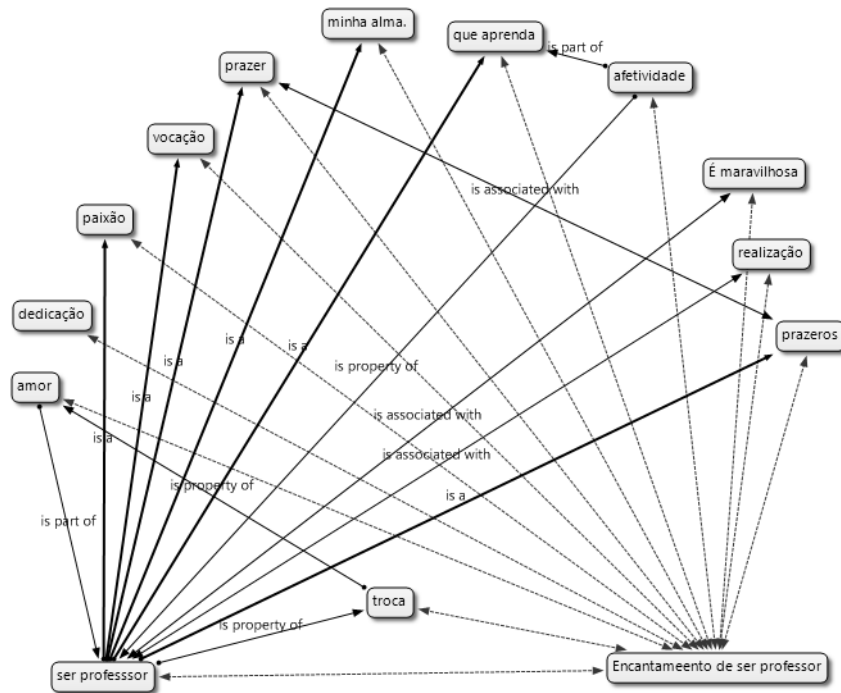 minha alma.
que aprenda
is part of
prazer
afetividade
vocação
É maravilhosa
is associated with
paixão
realização
dedicação
prazeros
is a
is a
is a
is property of
amor
is a
is associated with
is a
is associated with
is property of
is a
is part of
troca
is property of
ser professsor
Encantameento de ser professor